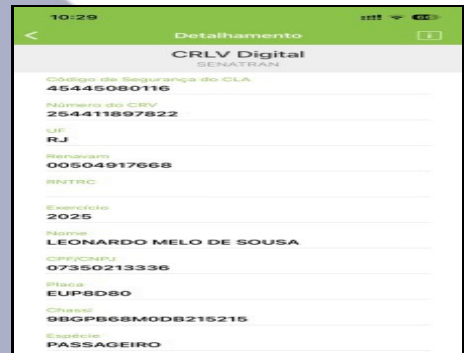 10:29
Detalhamento
CRLV Digital
SENATRAN
Código de Segurança do CLA
45445080116
Número do CRV
254411897822
UF
RJ
Renavam
00504917668
RNTRC
Exercício
2025
Nome
LEONARDO MELO DE SOUSA
CPF/CNPJ
07350213336
Placa
EUP8D80
Chassi
9BGPB68M0DB215215
Espécie
PASSAGEIRO